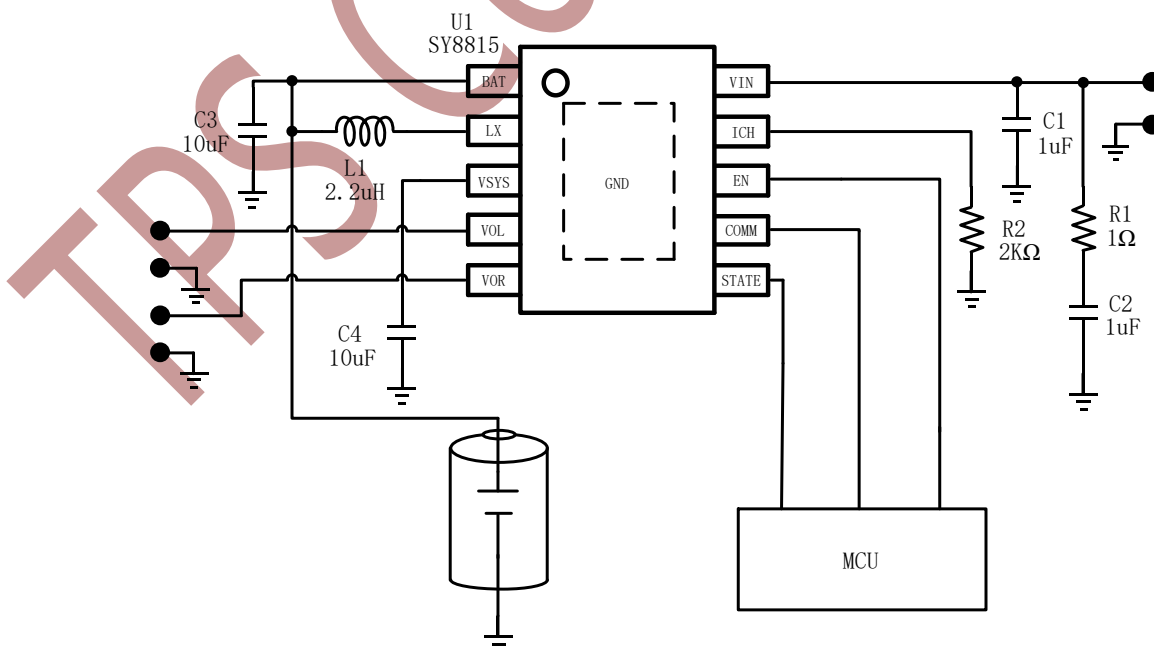 U1
SY8815
BAT
LX
VSYS
VOL
VOR
VIN
ICH
EN
COMM
STATE
GND
C3
10uF
L1
2.2uH
C4
10uF
C1
1uF
R2
2KΩ
R1
1Ω
C2
1uF
MCU
TPS